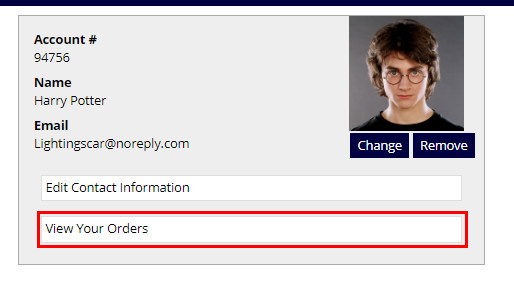 Account #
94756
Name
Harry Potter
Email
Lightingscar@noreply.com
Change Remove
Edit Contact Information
View Your Orders